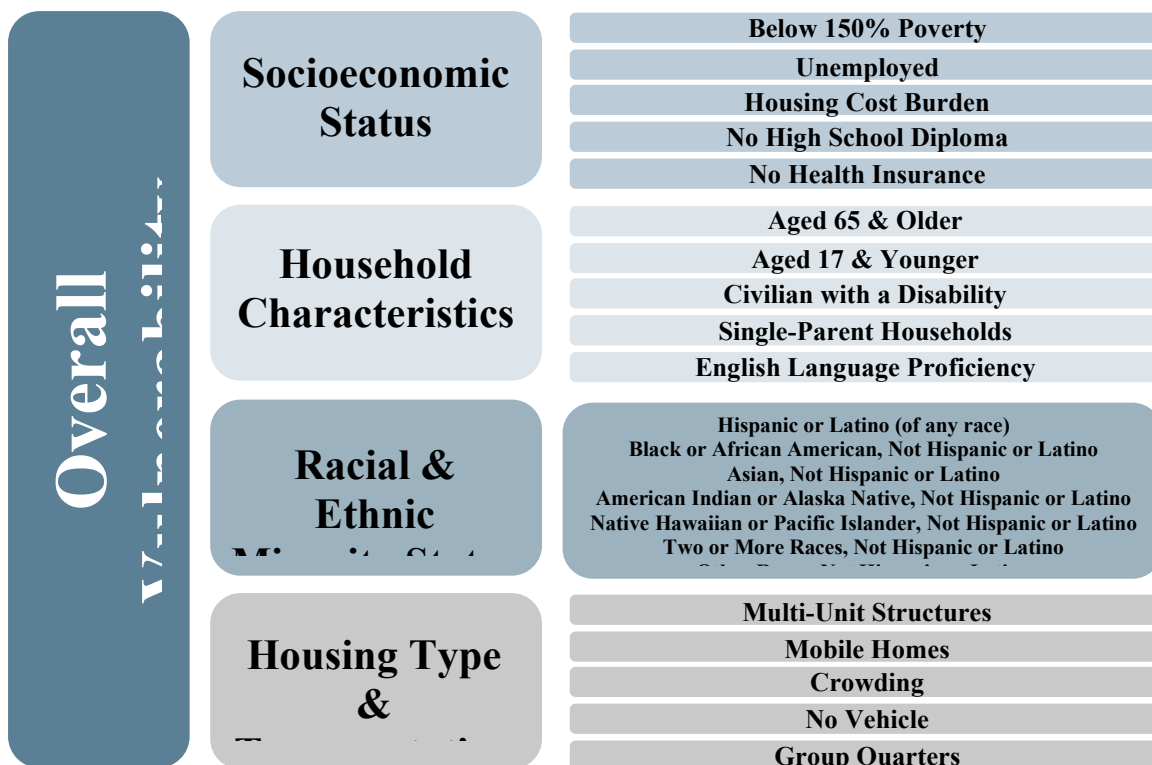 Overall
Vulnerability
Socioeconomic
Status
Below 150% Poverty
Unemployed
Housing Cost Burden
No High School Diploma
No Health Insurance
Household
Characteristics
Aged 65 & Older
Aged 17 & Younger
Civilian with a Disability
Single-Parent Households
English Language Proficiency
Racial &
Ethnic
Hispanic or Latino (of any race)
Black or African American, Not Hispanic or Latino
Asian, Not Hispanic or Latino
American Indian or Alaska Native, Not Hispanic or Latino
Native Hawaiian or Pacific Islander, Not Hispanic or Latino
Two or More Races, Not Hispanic or Latino
Housing Type
&
Multi-Unit Structures
Mobile Homes
Crowding
No Vehicle
Group Quarters